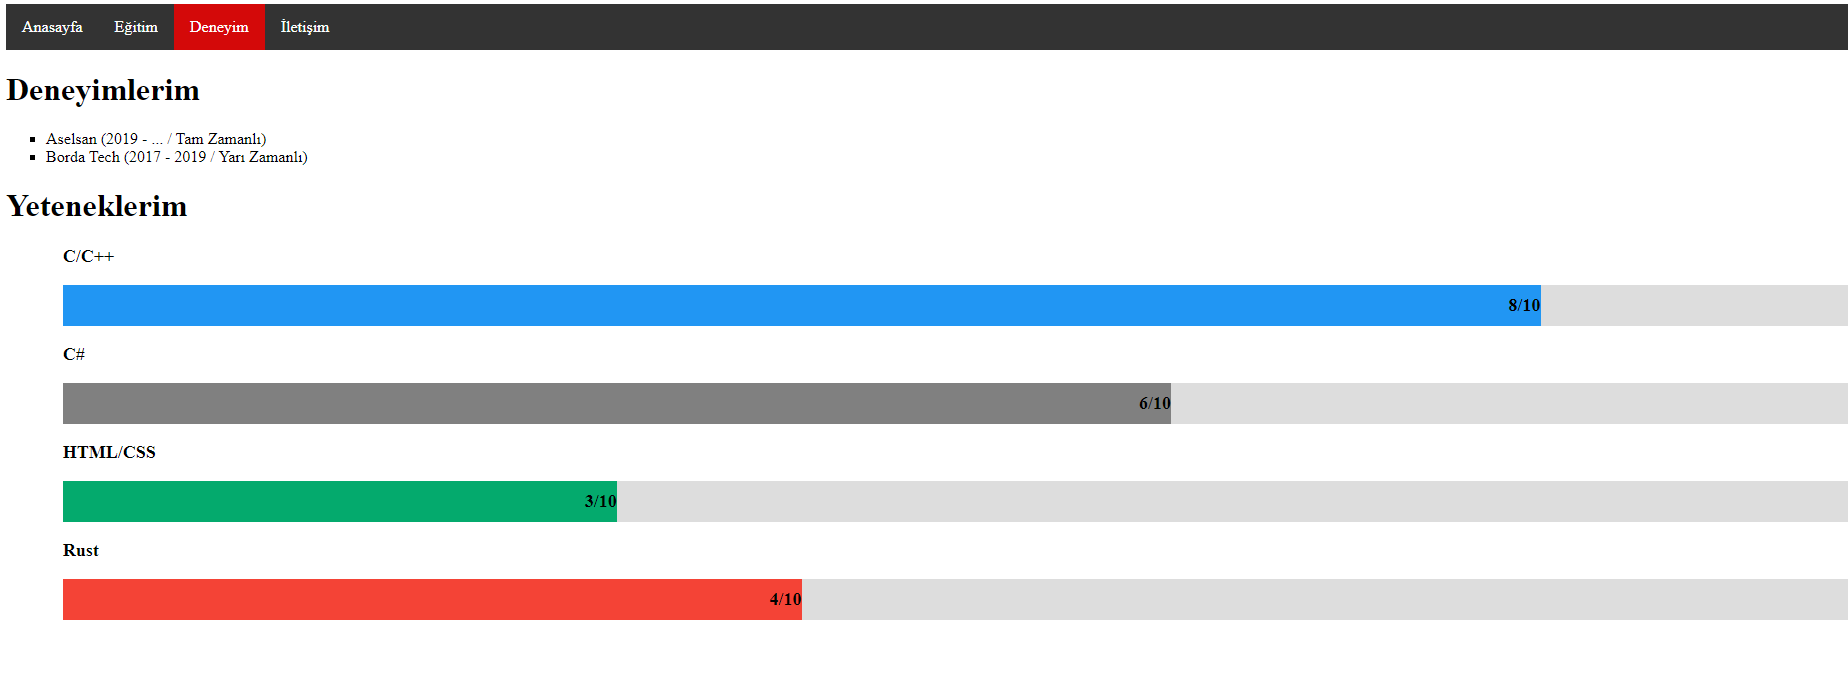 Anasayfa Eğitim Deneyim İletişim
Deneyimlerim
Aselsan (2019 - ... / Tam Zamanlı)
Borda Tech (2017 - 2019 / Yarı Zamanlı)
Yeteneklerim
C/C++
8/10
C#
6/10
HTML/CSS
3/10
Rust
4/10